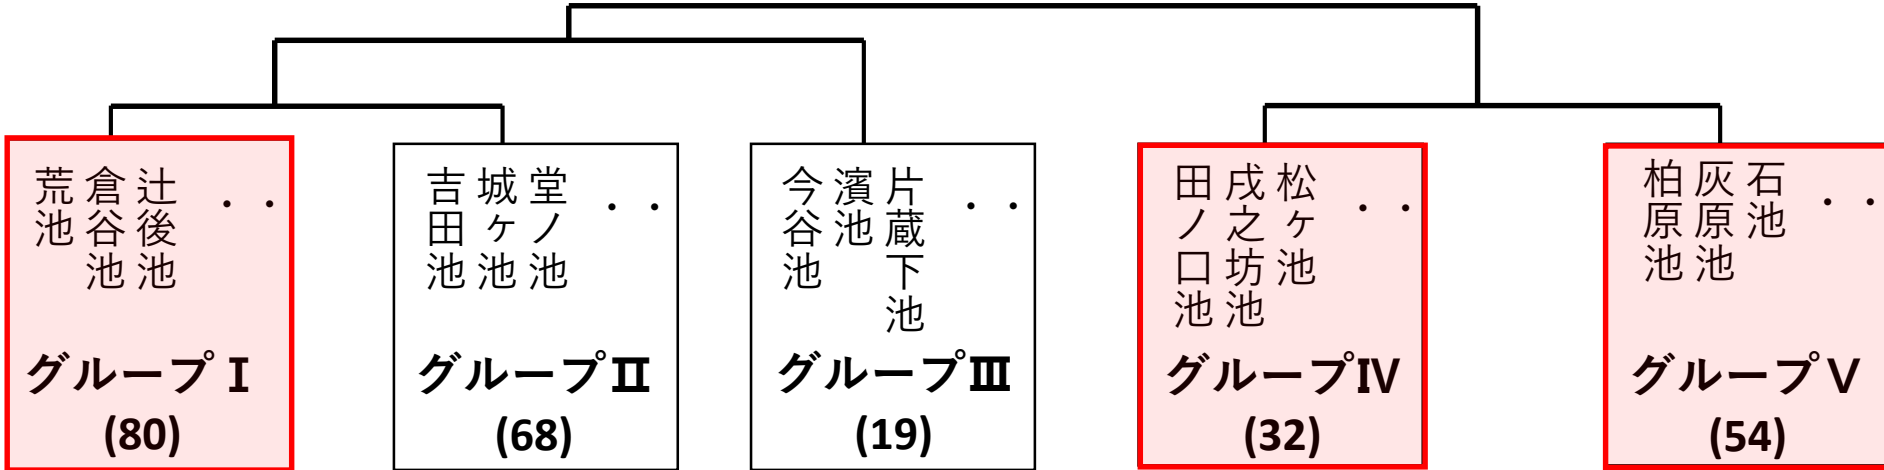 荒池
倉谷池
辻後池
・・
グループⅠ
(80)
吉田池
城ヶ池
堂ノ池
・・
グループⅡ
(68)
今谷池
濱池
片蔵下池
・・
グループⅢ
(19)
田ノ口池
戌之坊池
松ヶ池
・・
グループⅣ
(32)
柏原池
灰原池
石池
・・
グループⅤ
(54)